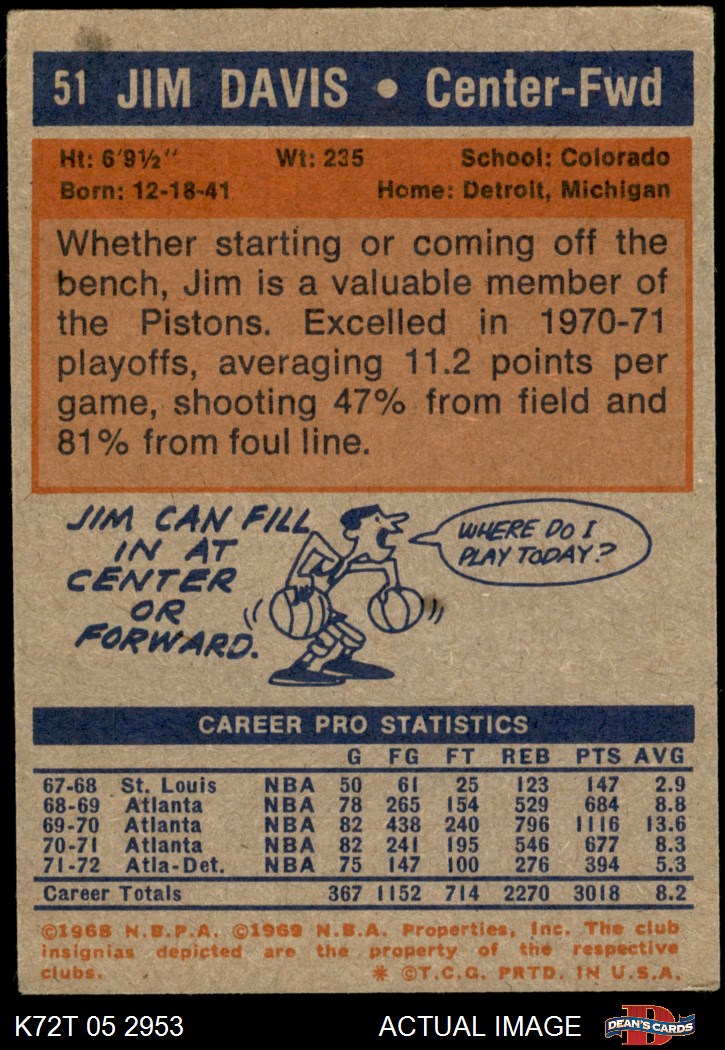 51 JIM DAVIS • Center-Fwd
Ht: 6'9½" Wt: 235 School: Colorado
Born: 12-18-41 Home: Detroit, Michigan
Whether starting or coming off the
bench, Jim is a valuable member of
the Pistons. Excelled in 1970-71
playoffs, averaging 11.2 points per
game, shooting 47% from field and
81% from foul line.
JIM CAN FILL
IN AT
CENTER
OR
FORWARD.
WHERE DO I
PLAY TODAY?
CAREER PRO STATISTICS
G FG FT REB PTS AVG
67-68 St. Louis NBA 50 61 25 123 147 2.9
68-69 Atlanta NBA 78 265 154 529 684 8.8
69-70 Atlanta NBA 82 438 240 796 1116 13.6
70-71 Atlanta NBA 82 241 195 546 677 8.3
71-72 Atla-Det. NBA 75 147 100 276 394 5.3
Career Totals 367 1152 714 2270 3018 8.2
©1968 N.B.P.A. ©1969 N.B.A. Properties, Inc. The club
insignias depicted are the property of the respective
clubs. * ©T.C.G. PRTD. IN U.S.A.
K72T 05 2953 ACTUAL IMAGE
D
DEAN'S CARDS